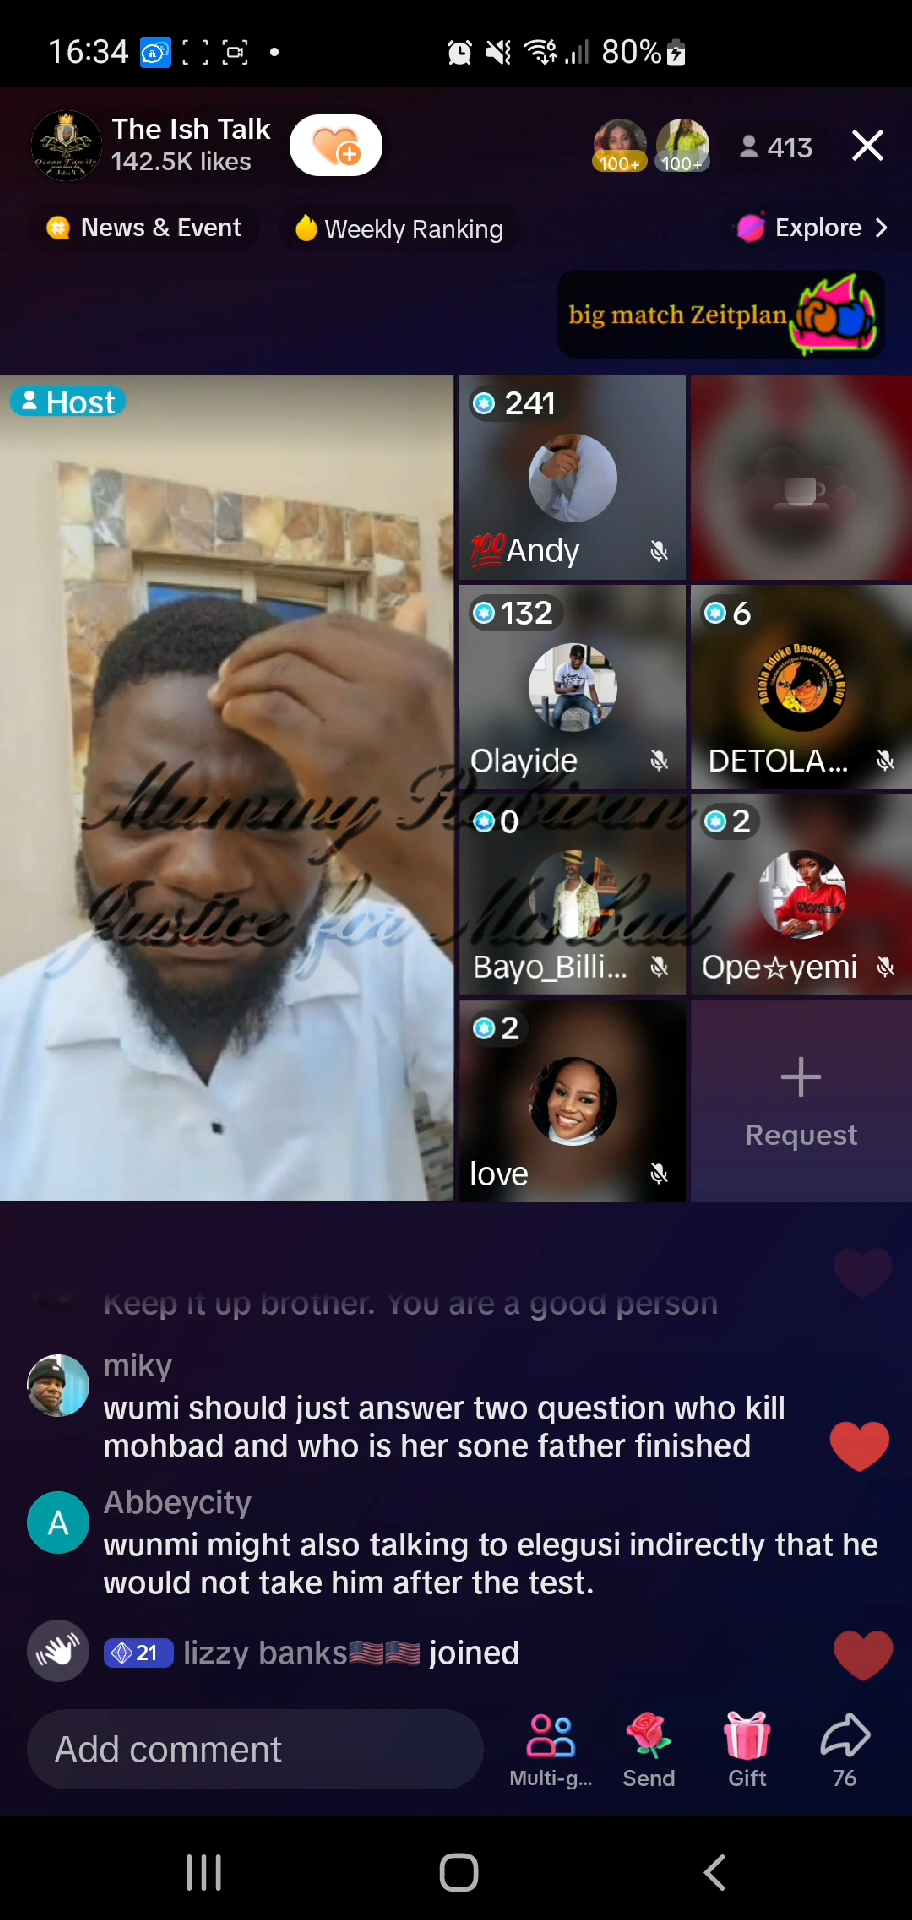 16:34
80%
The Ish Talk
142.5K likes
100+
100+
413
News & Event
Weekly Ranking
Explore
big match Zeitplan
Host
241
💯Andy
132
Olayide
6
Detola Adoke Daswectest Blog
DETOLA...
0
Bayo_Billi...
2
Ope☆yemi
2
love
Request
Justice for Mohbad
Keep it up brother. You are a good person
miky
wumi should just answer two question who kill
mohbad and who is her sone father finished
A
Abbeycity
wunmi might also talking to elegusi indirectly that he
would not take him after the test.
21 lizzy banks🇺🇸🇺🇸 joined
Add comment
Multi-g...
Send
Gift
76